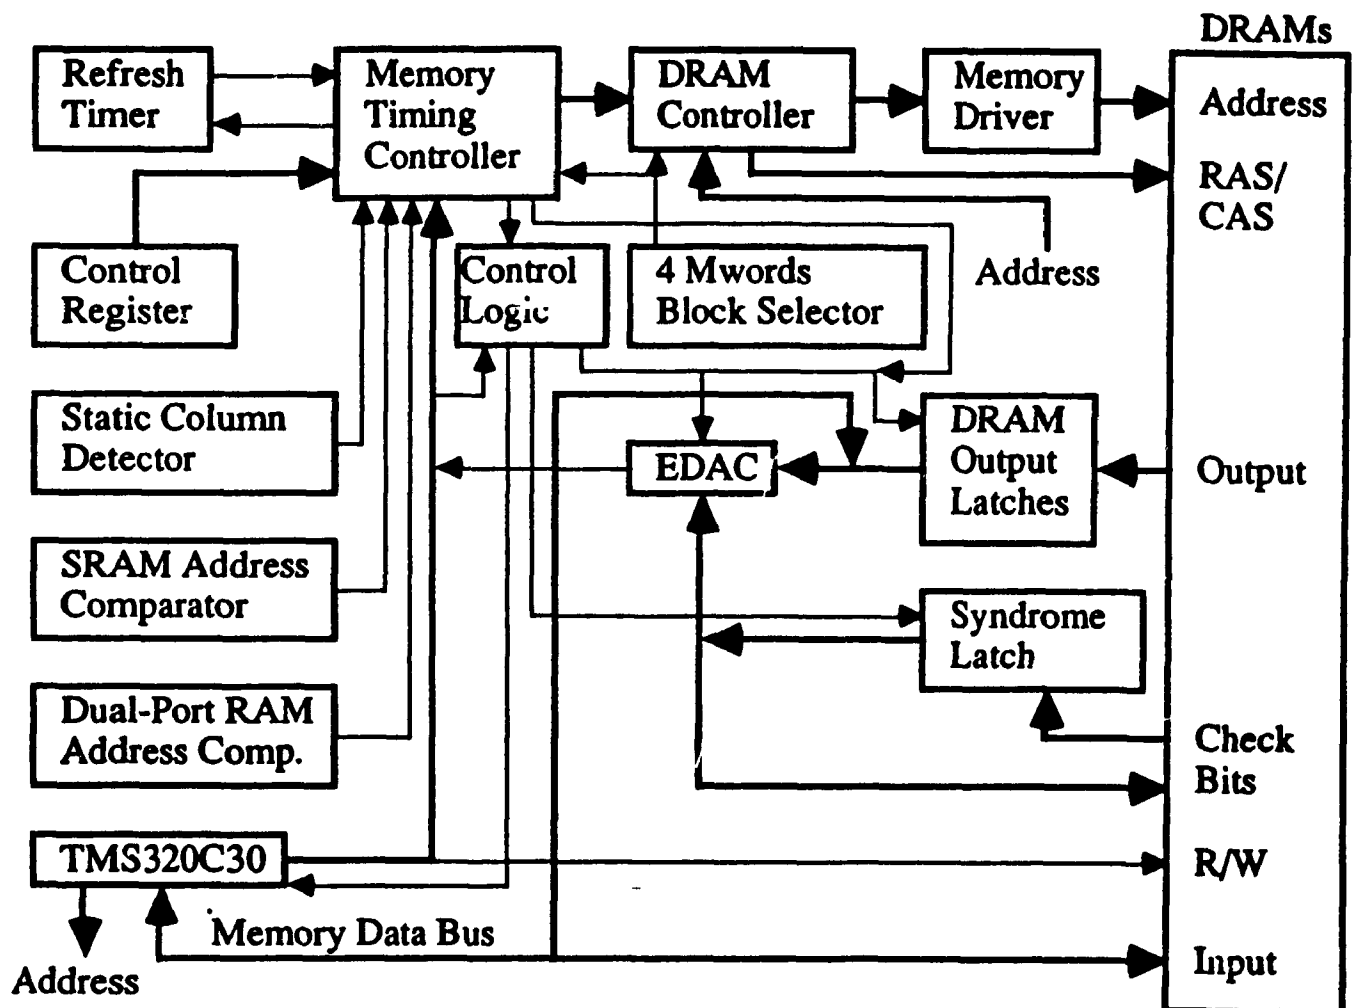 DRAMs
Refresh
Timer
Memory
Timing
Controller
DRAM
Controller
Memory
Driver
Address
RAS/
CAS
Control
Register
Control
Logic
4 Mwords
Block Selector
Address
Static Column
Detector
EDAC
DRAM
Output
Latches
Output
SRAM Address
Comparator
Syndrome
Latch
Dual-Port RAM
Address Comp.
Check
Bits
TMS320C30
R/W
Memory Data Bus
Input
Address